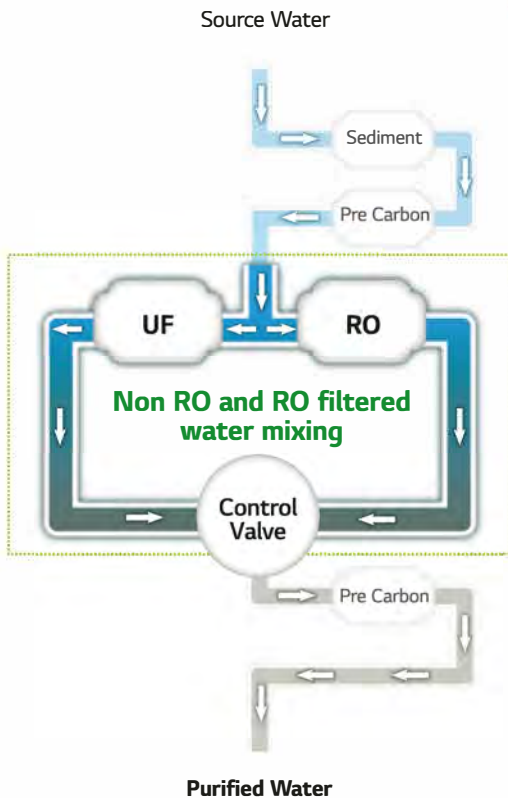 Source Water
Sediment
Pre Carbon
UF
RO
Non RO and RO filtered
water mixing
Control
Valve
Pre Carbon
Purified Water